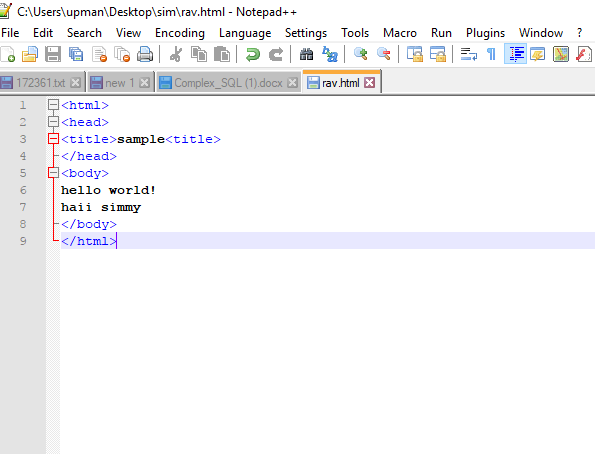 C:\Users\upman\Desktop\sim\rav.html - Notepad++
File Edit Search View Encoding Language Settings Tools Macro Run Plugins Window ?
172361.txt new 1 Complex_SQL (1).docx rav.html
1 <html>
2 <head>
3 <title>sample<title>
4 </head>
5 <body>
6 hello world!
7 haii simmy
8 </body>
9 </html>